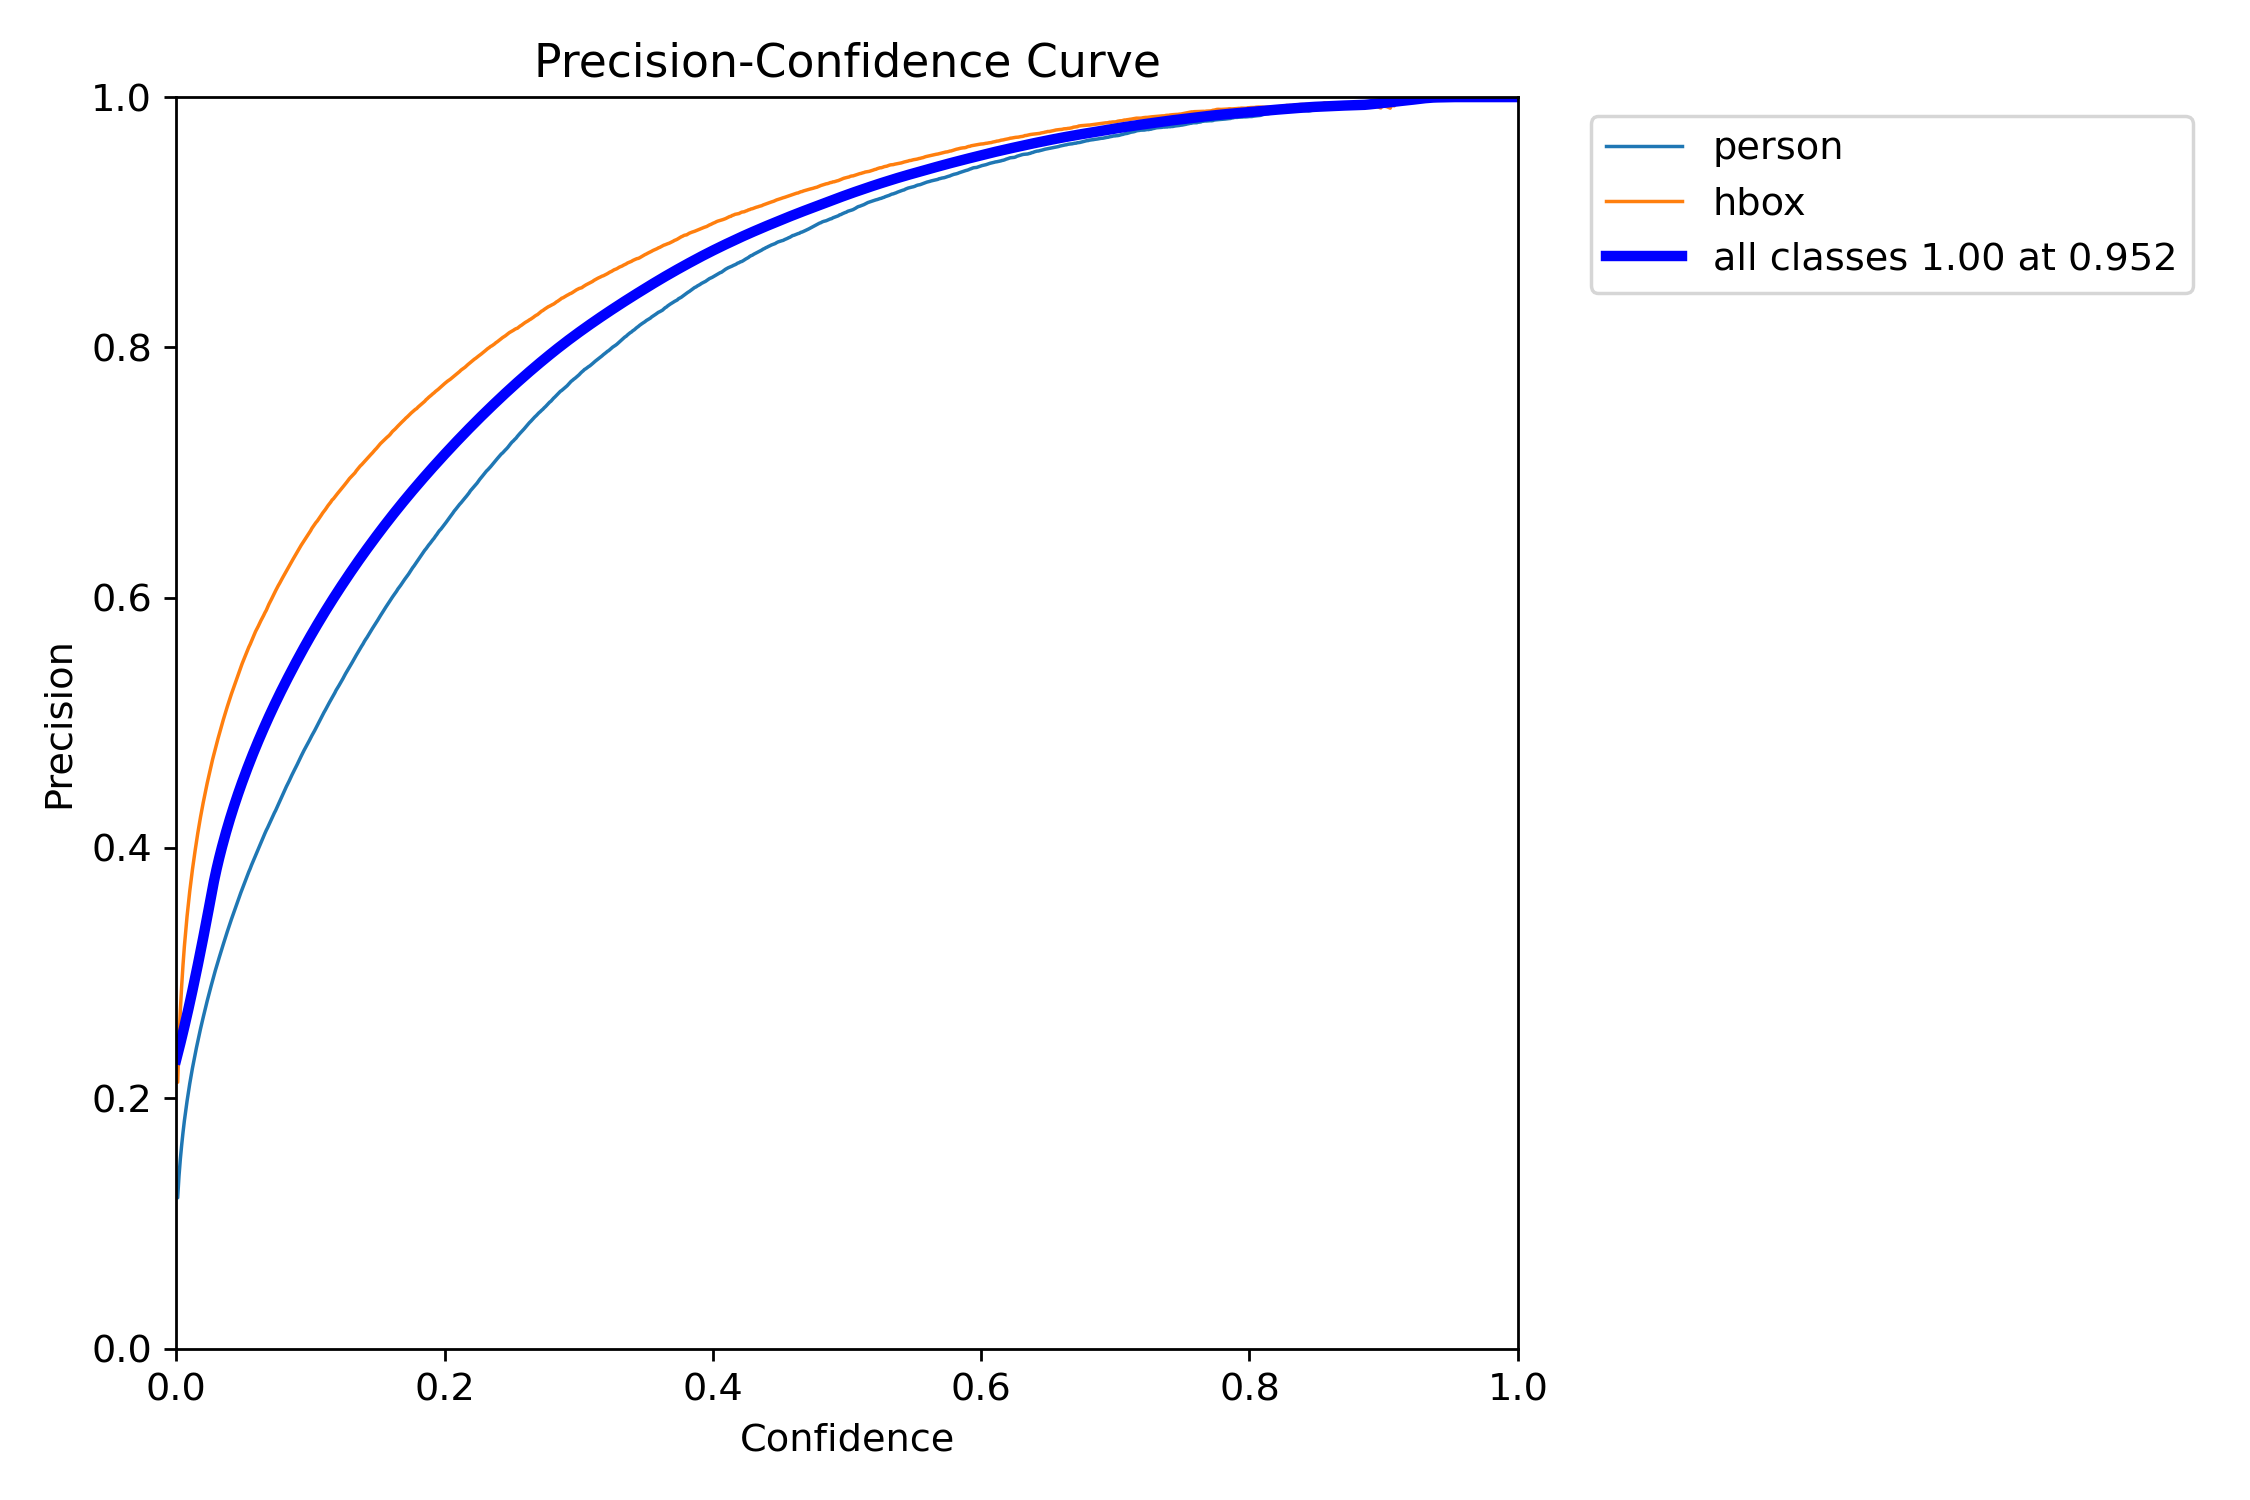 Precision-Confidence Curve
1.0
0.8
0.6
0.4
0.2
0.0
Precision
0.0 0.2 0.4 0.6 0.8 1.0
Confidence
person
hbox
all classes 1.00 at 0.952